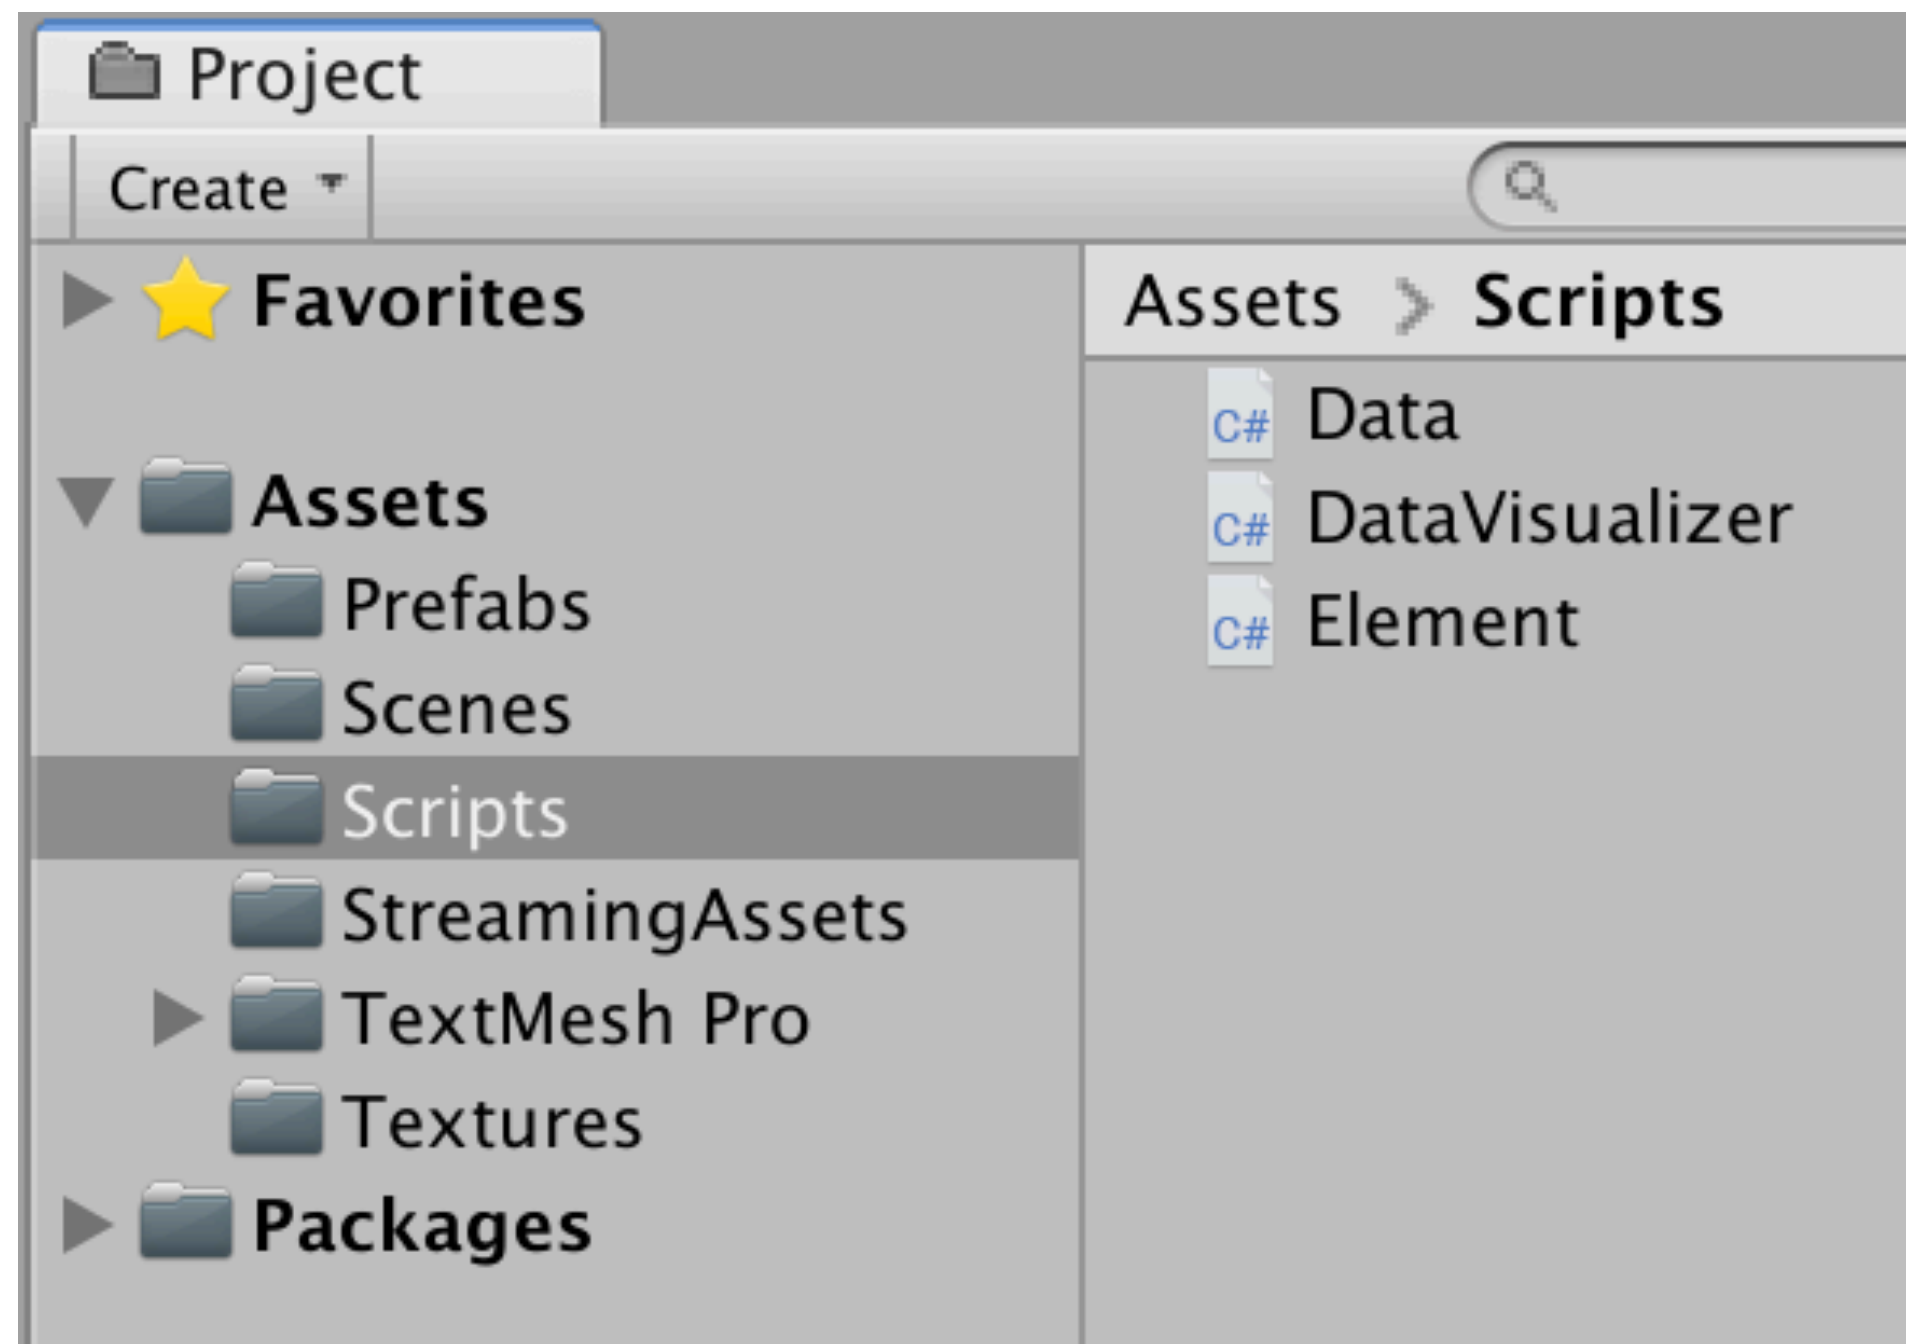 Project
Create
Favorites
Assets
Prefabs
Scenes
Scripts
StreamingAssets
TextMesh Pro
Textures
Packages
Assets > Scripts
C# Data
C# DataVisualizer
C# Element